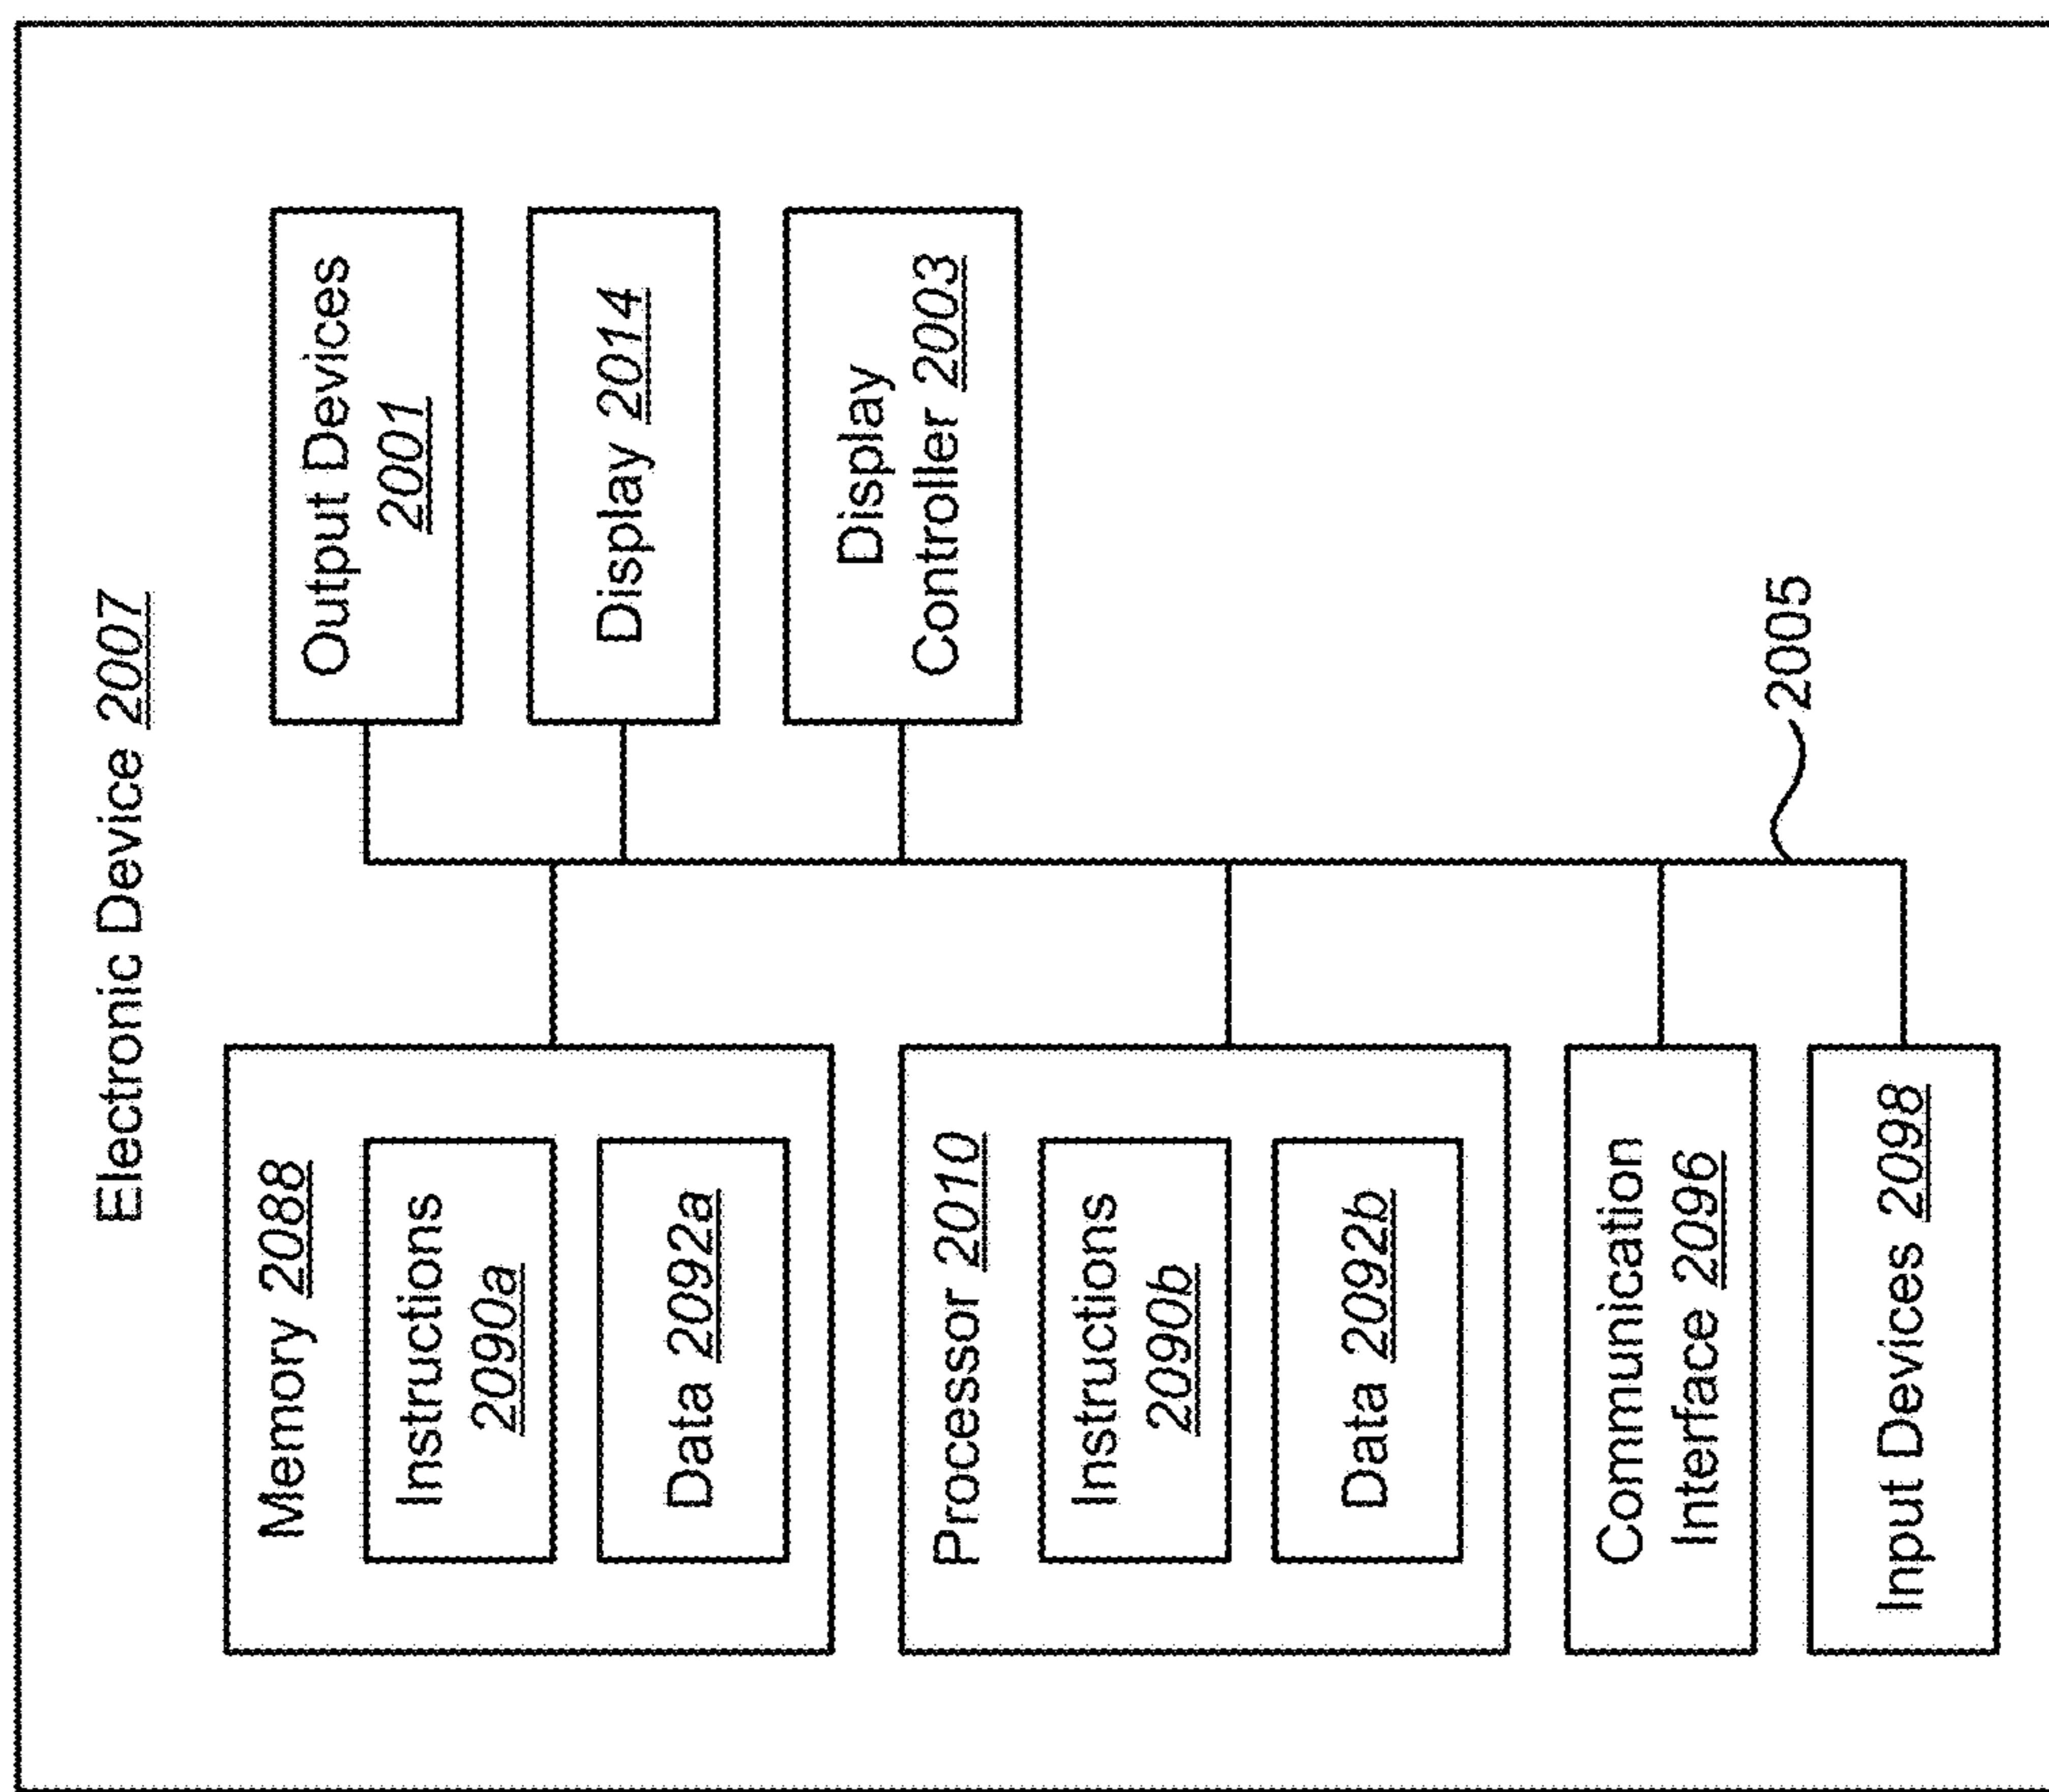 Electronic Device 2007
Memory 2088
Instructions
2090a
Data 2092a
Processor 2010
Instructions
2090b
Data 2092b
Communication
Interface 2096
Input Devices 2098
Output Devices
2001
Display 2014
Display
Controller 2003
2005